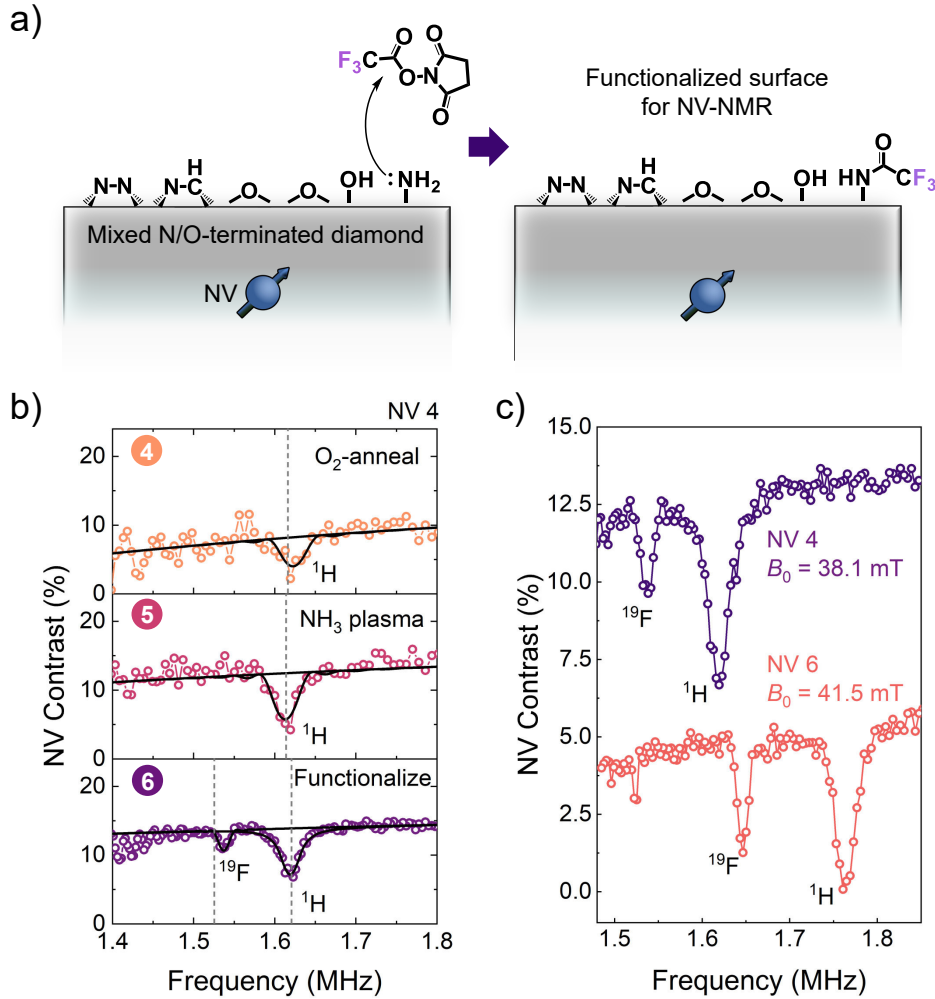 a)
F₃C
O
O
N
O
O
Functionalized surface
for NV-NMR
N-N
N-C
H
O
O
OH
:NH₂
Mixed N/O-terminated diamond
NV
N-N
N-C
H
O
O
OH
HN
O
CF₃
b)
NV 4
4
O₂-anneal
¹H
5
NH₃ plasma
¹H
6
Functionalize
¹⁹F
¹H
20
10
0
20
10
0
20
10
0
NV Contrast (%)
1.4 1.5 1.6 1.7 1.8
Frequency (MHz)
c)
15.0
12.5
10.0
7.5
5.0
2.5
0.0
NV Contrast (%)
NV 4
B₀ = 38.1 mT
¹⁹F
¹H
NV 6
B₀ = 41.5 mT
¹⁹F
¹H
1.5 1.6 1.7 1.8
Frequency (MHz)